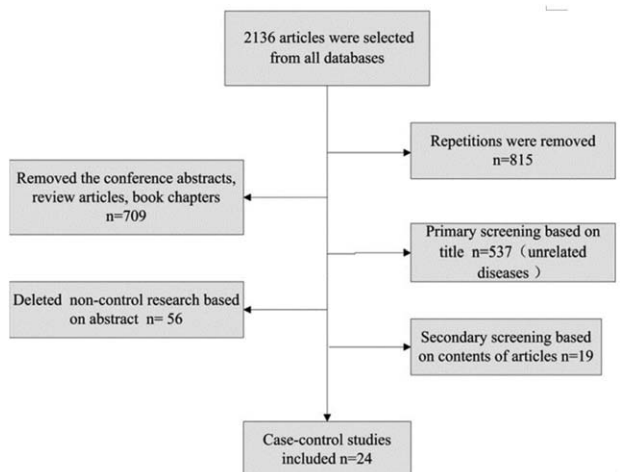 2136 articles were selected
from all databases
Repetitions were removed
n=815
Removed the conference abstracts,
review articles, book chapters
n=709
Primary screening based on
title n=537（unrelated
diseases ）
Deleted non-control research based
on abstract n= 56
Secondary screening based
on contents of articles n=19
Case-control studies
included n=24